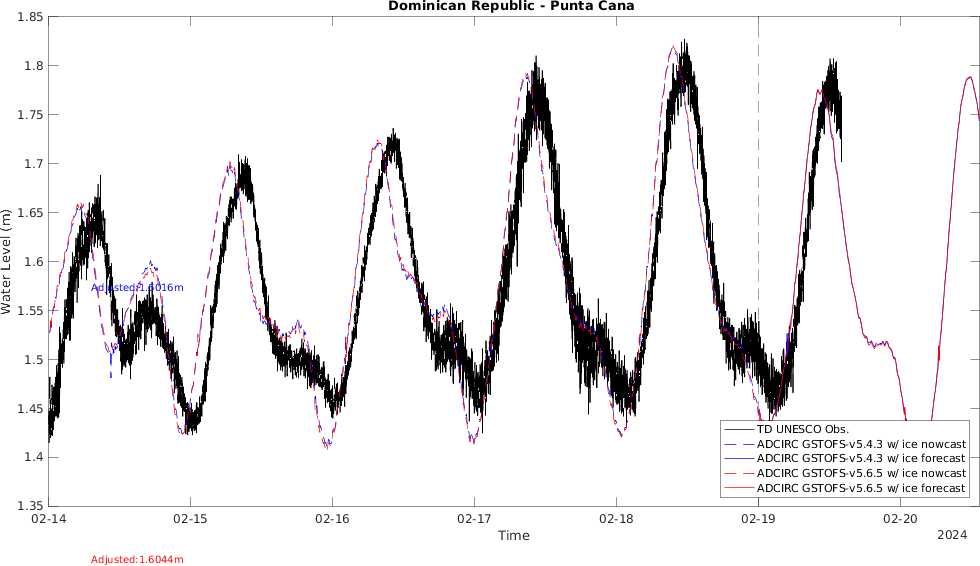 Dominican Republic - Punta Cana
1.85
1.8
1.75
1.7
1.65
1.6
1.55
1.5
1.45
1.4
1.35
Water Level (m)
Adjusted:1.6016m
TD UNESCO Obs.
ADCIRC GSTOFS-v5.4.3 w/ ice nowcast
ADCIRC GSTOFS-v5.4.3 w/ ice forecast
ADCIRC GSTOFS-v5.6.5 w/ ice nowcast
ADCIRC GSTOFS-v5.6.5 w/ ice forecast
02-14 02-15 02-16 02-17 02-18 02-19 02-20
Time
2024
Adjusted:1.6044m